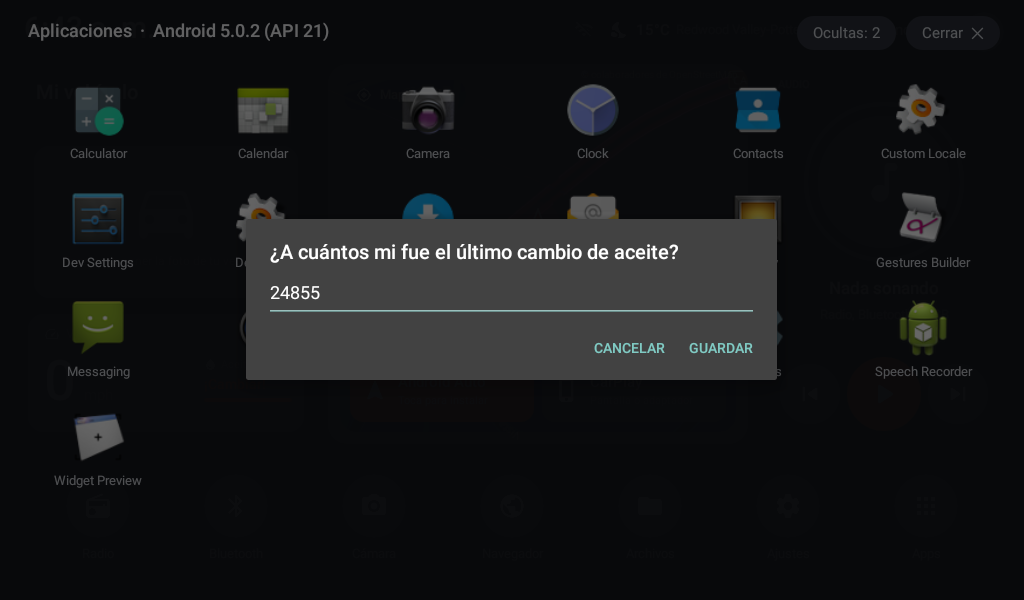 Aplicaciones · Android 5.0.2 (API 21)
Ocultas: 2
Cerrar
Calculator
Calendar
Camera
Clock
Contacts
Custom Locale
Dev Settings
Gestures Builder
¿A cuántos mi fue el último cambio de aceite?
24855
CANCELAR
GUARDAR
Messaging
Speech Recorder
Widget Preview